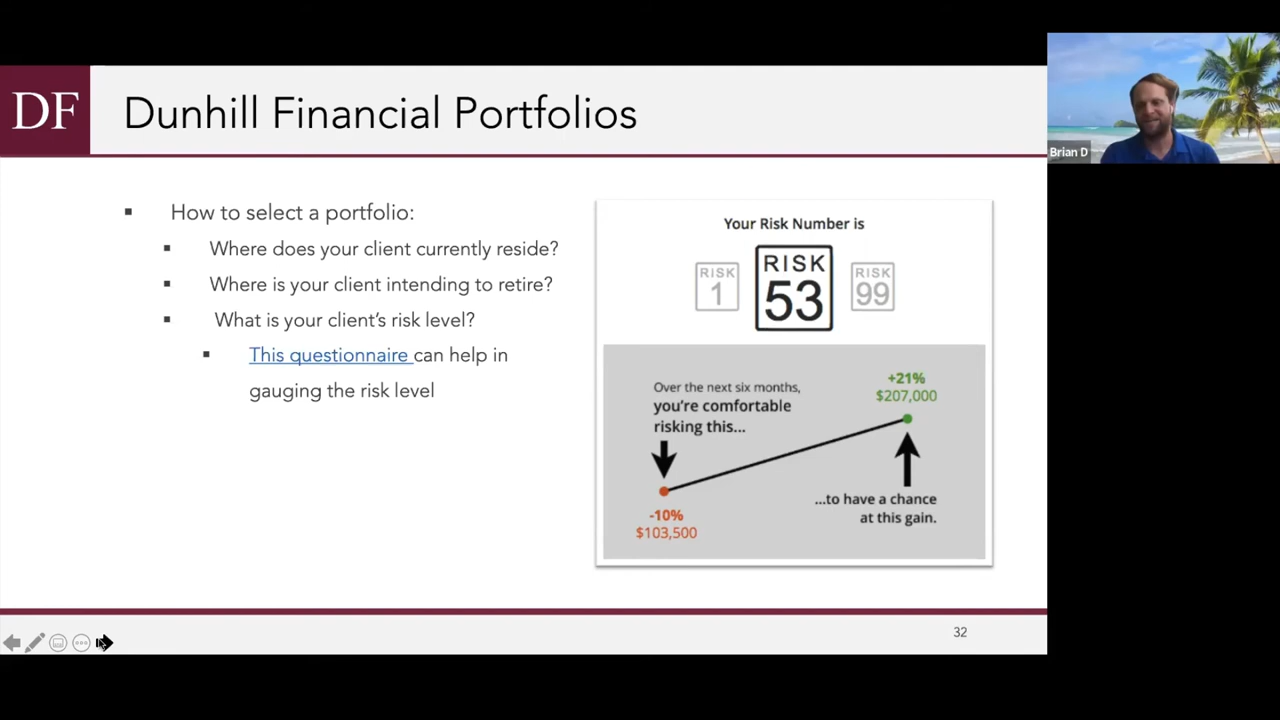 DF
Dunhill Financial Portfolios
Brian D
How to select a portfolio:
Where does your client currently reside?
Where is your client intending to retire?
What is your client’s risk level?
This questionnaire can help in
gauging the risk level
Your Risk Number is
RISK
1
RISK
53
RISK
99
Over the next six months,
you're comfortable
risking this...
+21%
$207,000
-10%
$103,500
...to have a chance
at this gain.
32